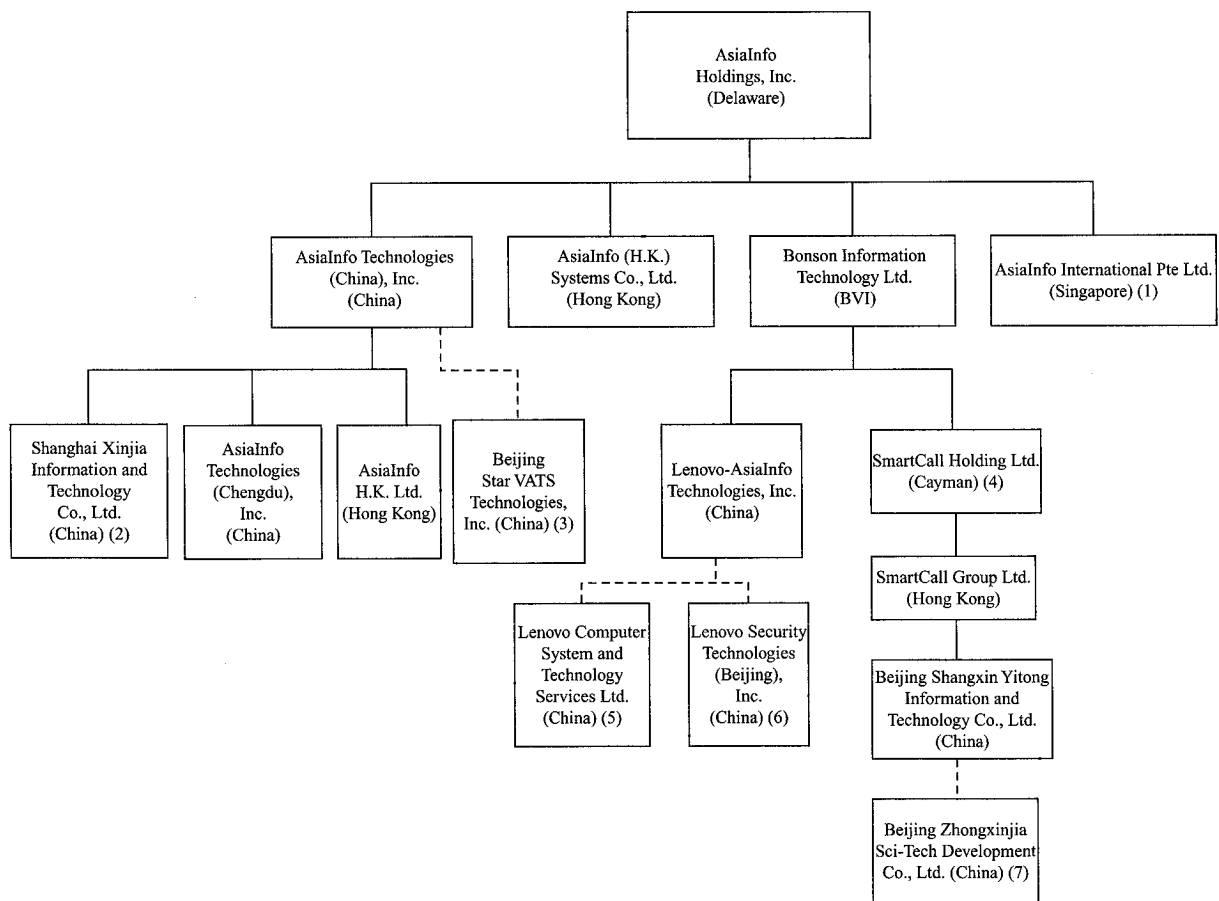 AsiaInfo
Holdings, Inc.
(Delaware)
AsiaInfo Technologies
(China), Inc.
(China)
AsiaInfo (H.K.)
Systems Co., Ltd.
(Hong Kong)
Bonson Information
Technology Ltd.
(BVI)
AsiaInfo International Pte Ltd.
(Singapore) (1)
Shanghai Xinjia
Information and
Technology
Co., Ltd.
(China) (2)
AsiaInfo
Technologies
(Chengdu),
Inc.
(China)
AsiaInfo
H.K. Ltd.
(Hong Kong)
Beijing
Star VATS
Technologies,
Inc. (China) (3)
Lenovo-AsiaInfo
Technologies, Inc.
(China)
SmartCall Holding Ltd.
(Cayman) (4)
SmartCall Group Ltd.
(Hong Kong)
Lenovo Computer
System and
Technology
Services Ltd.
(China) (5)
Lenovo Security
Technologies
(Beijing),
Inc.
(China) (6)
Beijing Shangxin Yitong
Information and
Technology Co., Ltd.
(China)
Beijing Zhongxinjia
Sci-Tech Development
Co., Ltd. (China) (7)